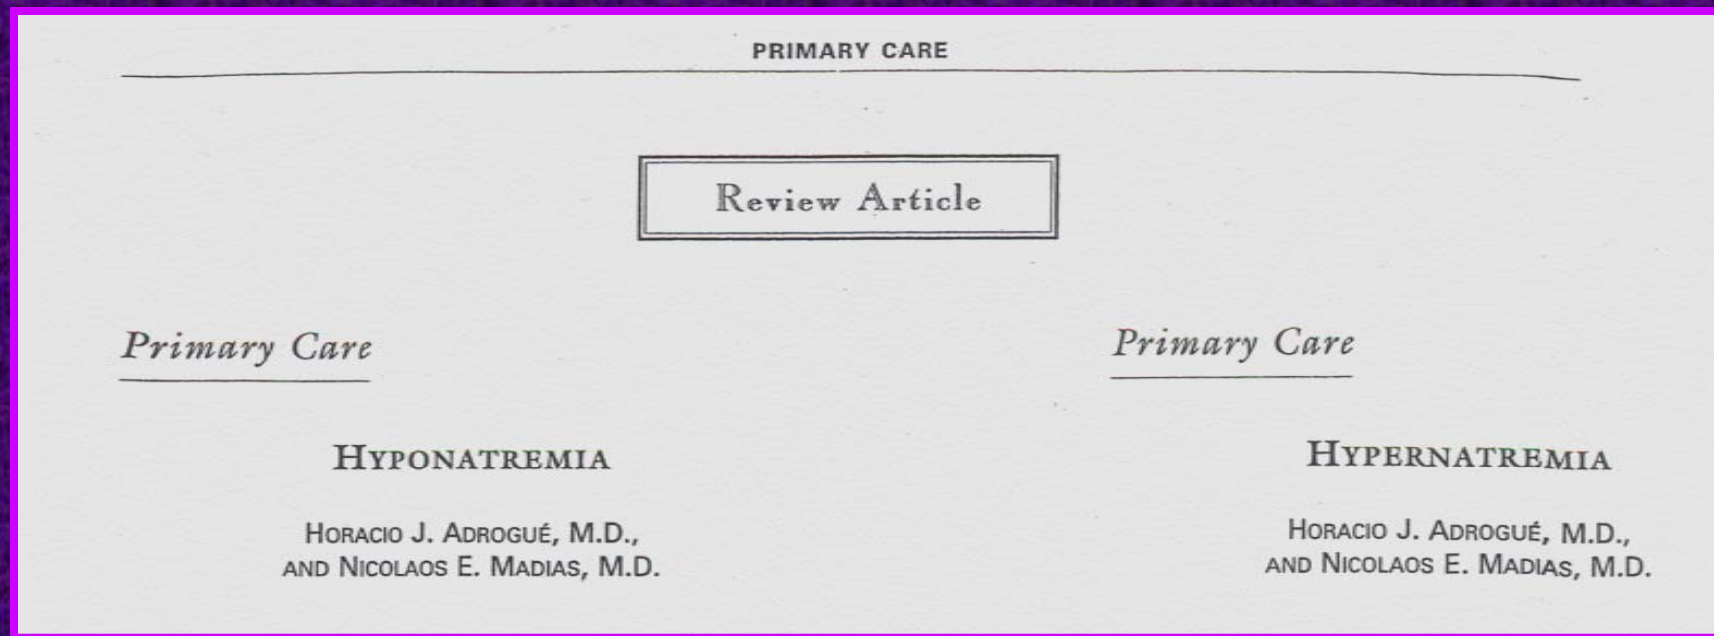 PRIMARY CARE
Review Article
Primary Care
HYPONATREMIA
HORACIO J. ADROGUÉ, M.D.,
AND NICOLAOS E. MADIAS, M.D.
Primary Care
HYPERNATREMIA
HORACIO J. ADROGUÉ, M.D.,
AND NICOLAOS E. MADIAS, M.D.